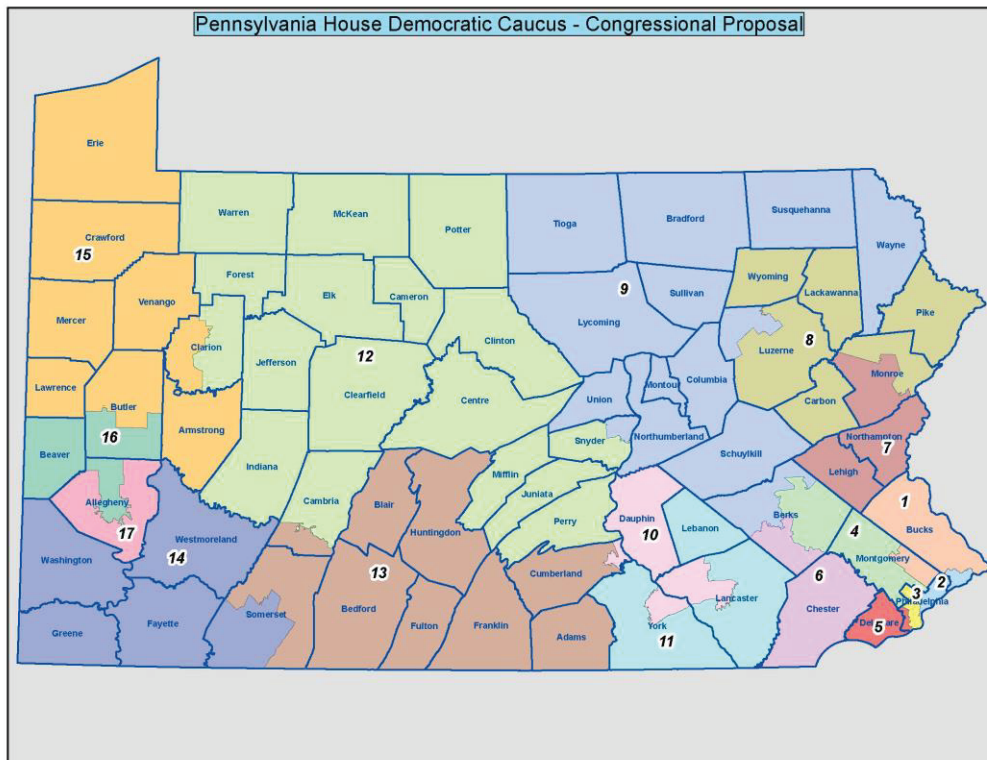 Pennsylvania House Democratic Caucus - Congressional Proposal
Erie
Warren
McKean
Potter
Tioga
Bradford
Susquehanna
Wayne
Crawford
15
Forest
Elk
Cameron
9
Sullivan
Wyoming
Lackawanna
Pike
Mercer
Venango
Clarion
Jefferson
Clinton
Lycoming
Luzerne
8
Lawrence
Butler
12
Clearfield
Centre
Union
Montour
Columbia
Carbon
Monroe
Beaver
16
Armstrong
Indiana
Snyder
Northumberland
Schuylkill
Northampton
7
Lehigh
Allegheny
17
Cambria
Blair
Huntingdon
Mifflin
Juniata
Perry
Dauphin
10
Lebanon
Berks
4
Montgomery
1
Bucks
Washington
14
Westmoreland
13
Cumberland
6
3
2
Philadelphia
Greene
Fayette
Somerset
Bedford
Fulton
Franklin
Adams
York
11
Lancaster
Chester
Delaware
5